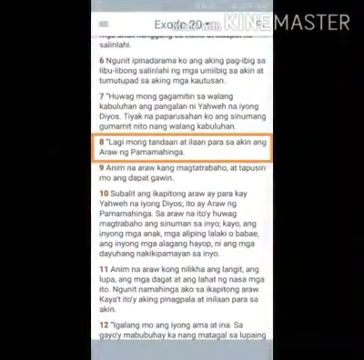 Exodo 20
KINEMASTER
salinlahi.
6 Ngunit ipinadarama ko ang aking pag-ibig sa
libu-libong salinlahi ng mga umiibig sa akin at
tumutupad sa aking mga kautusan.
7 "Huwag mong gagamitin sa walang
kabuluhan ang pangalan ni Yahweh na iyong
Diyos. Tiyak na paparusahan ko ang sinumang
gumamit nito nang walang kabuluhan.
8 "Lagi mong tandaan at ilaan para sa akin ang
Araw ng Pamamahinga.
9 Anim na araw kang magtatrabaho, at tapusin
mo ang dapat gawin.
10 Subalit ang ikapitong araw ay para kay
Yahweh na iyong Diyos; ito ay Araw ng
Pamamahinga. Sa araw na ito'y huwag
magtrabaho ang sinuman sa inyo; kayo, ang
inyong mga anak, mga aliping lalaki o babae,
ang inyong mga alagang hayop, ni ang mga
dayuhang nakikipamayan sa inyo.
11 Anim na araw kong nilikha ang langit, ang
lupa, ang mga dagat at ang lahat ng nasa mga
ito. Ngunit namahinga ako sa ikapitong araw.
Kaya't ito'y aking pinagpala at inilaan para sa
akin.
12 "Igalang mo ang iyong ama at ina. Sa
gayo'y mabubuhay ka nang matagal sa lupaing